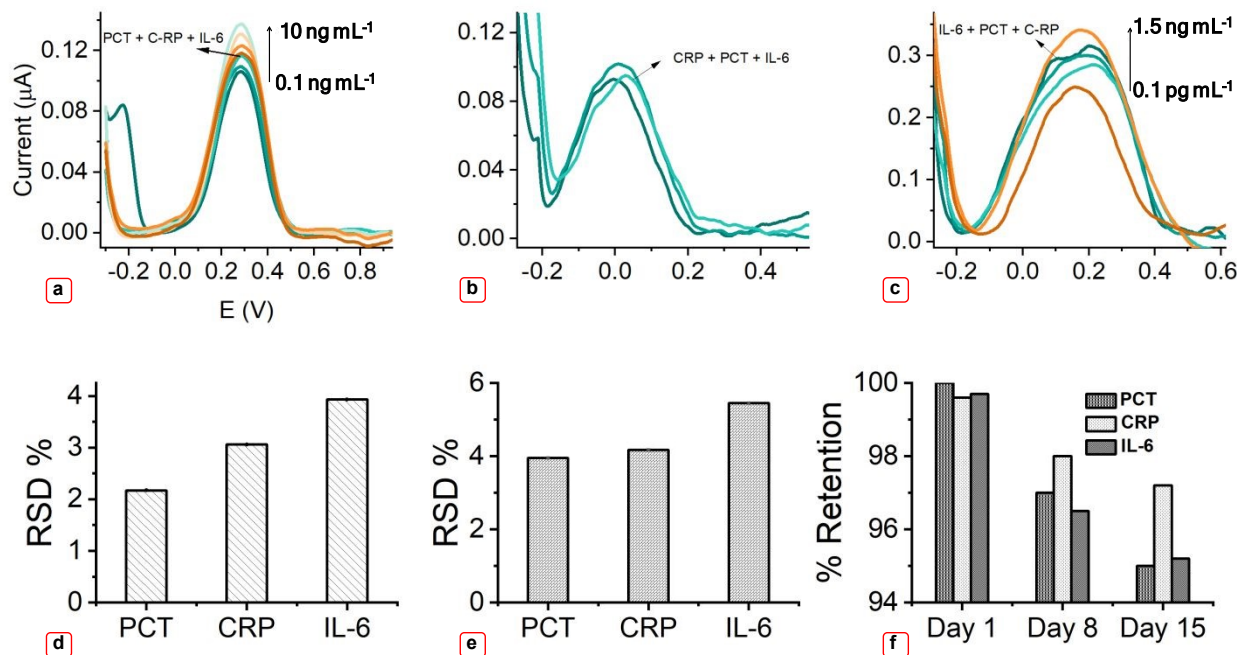 Current (µA)
0.12
0.08
0.04
0.00
PCT + C-RP + IL-6
10 ng mL-1
0.1 ng mL-1
-0.2 0.0 0.2 0.4 0.6 0.8
E (V)
a
0.12
0.08
0.04
0.00
CRP + PCT + IL-6
-0.2 0.0 0.2 0.4
b
0.3
0.2
0.1
0.0
IL-6 + PCT + C-RP
1.5 ng mL-1
0.1 pg mL-1
-0.2 0.0 0.2 0.4 0.6
c
RSD %
4
3
2
1
0
PCT CRP IL-6
d
RSD %
6
4
2
0
PCT CRP IL-6
e
% Retention
100
98
96
94
PCT
CRP
IL-6
Day 1 Day 8 Day 15
f